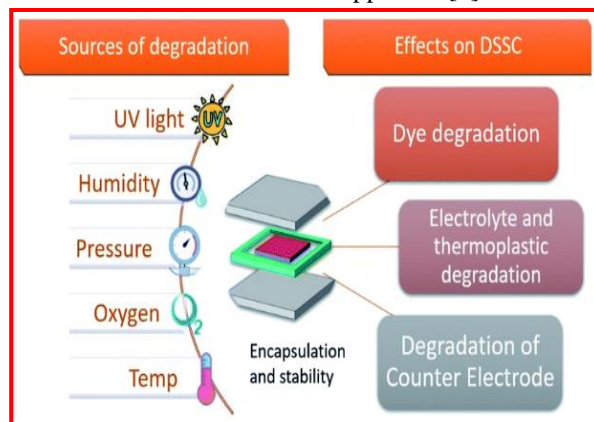 Sources of degradation
Effects on DSSC
UV light
UV
Humidity
Pressure
Oxygen
2
Temp
Encapsulation
and stability
Dye degradation
Electrolyte and
thermoplastic
degradation
Degradation of
Counter Electrode